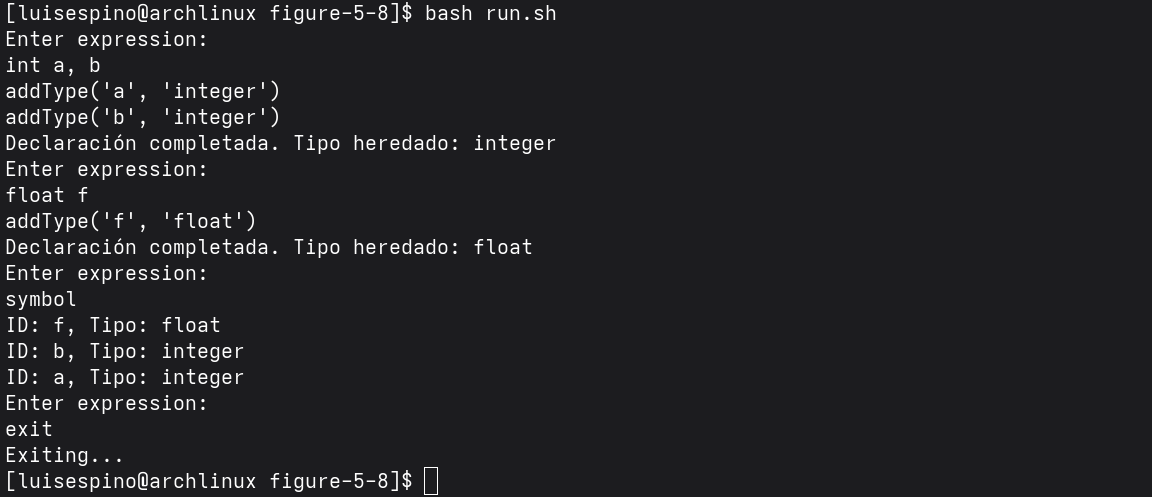 [luisespino@archlinux figure-5-8]$ bash run.sh
Enter expression:
int a, b
addType('a', 'integer')
addType('b', 'integer')
Declaración completada. Tipo heredado: integer
Enter expression:
float f
addType('f', 'float')
Declaración completada. Tipo heredado: float
Enter expression:
symbol
ID: f, Tipo: float
ID: b, Tipo: integer
ID: a, Tipo: integer
Enter expression:
exit
Exiting...
[luisespino@archlinux figure-5-8]$